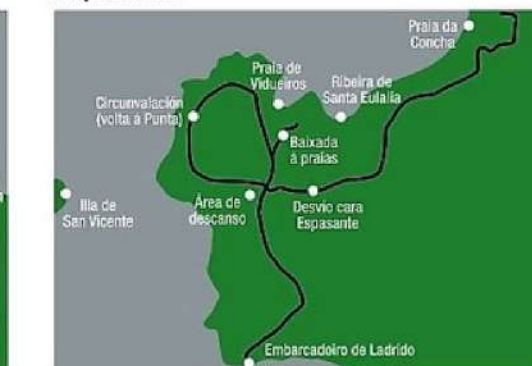 Praia da
Concha
Praia de
Vidueiros
Ribeira de
Santa Eulalia
Circunvalación
(volta á Punta)
Baixada
á praias
Illa de
San Vicente
Área de
descanso
Desvío cara
Espasante
Embarcadoiro de Ladrido